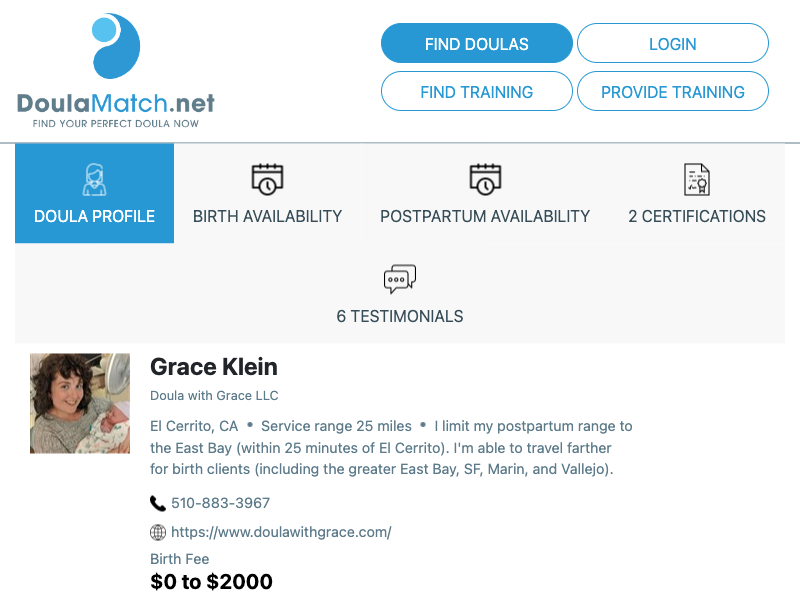 DoulaMatch.net
FIND YOUR PERFECT DOULA NOW
FIND DOULAS
LOGIN
FIND TRAINING
PROVIDE TRAINING
DOULA PROFILE
BIRTH AVAILABILITY
POSTPARTUM AVAILABILITY
2 CERTIFICATIONS
6 TESTIMONIALS
Grace Klein
Doula with Grace LLC
El Cerrito, CA • Service range 25 miles • I limit my postpartum range to
the East Bay (within 25 minutes of El Cerrito). I'm able to travel farther
for birth clients (including the greater East Bay, SF, Marin, and Vallejo).
510-883-3967
https://www.doulawithgrace.com/
Birth Fee
$0 to $2000